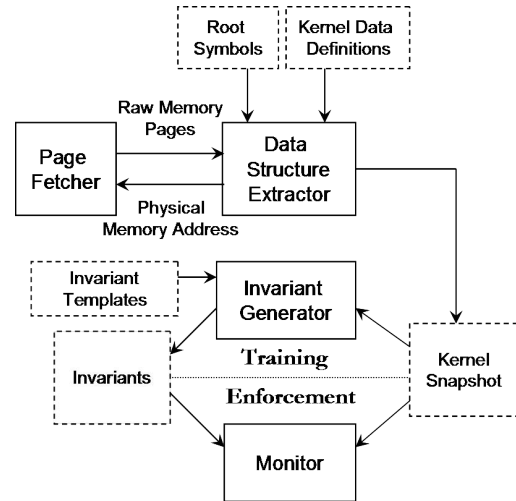 Root
Symbols
Kernel Data
Definitions
Raw Memory
Pages
Page
Fetcher
Data
Structure
Extractor
Physical
Memory Address
Invariant
Templates
Invariant
Generator
Training
Invariants
Kernel
Snapshot
Enforcement
Monitor